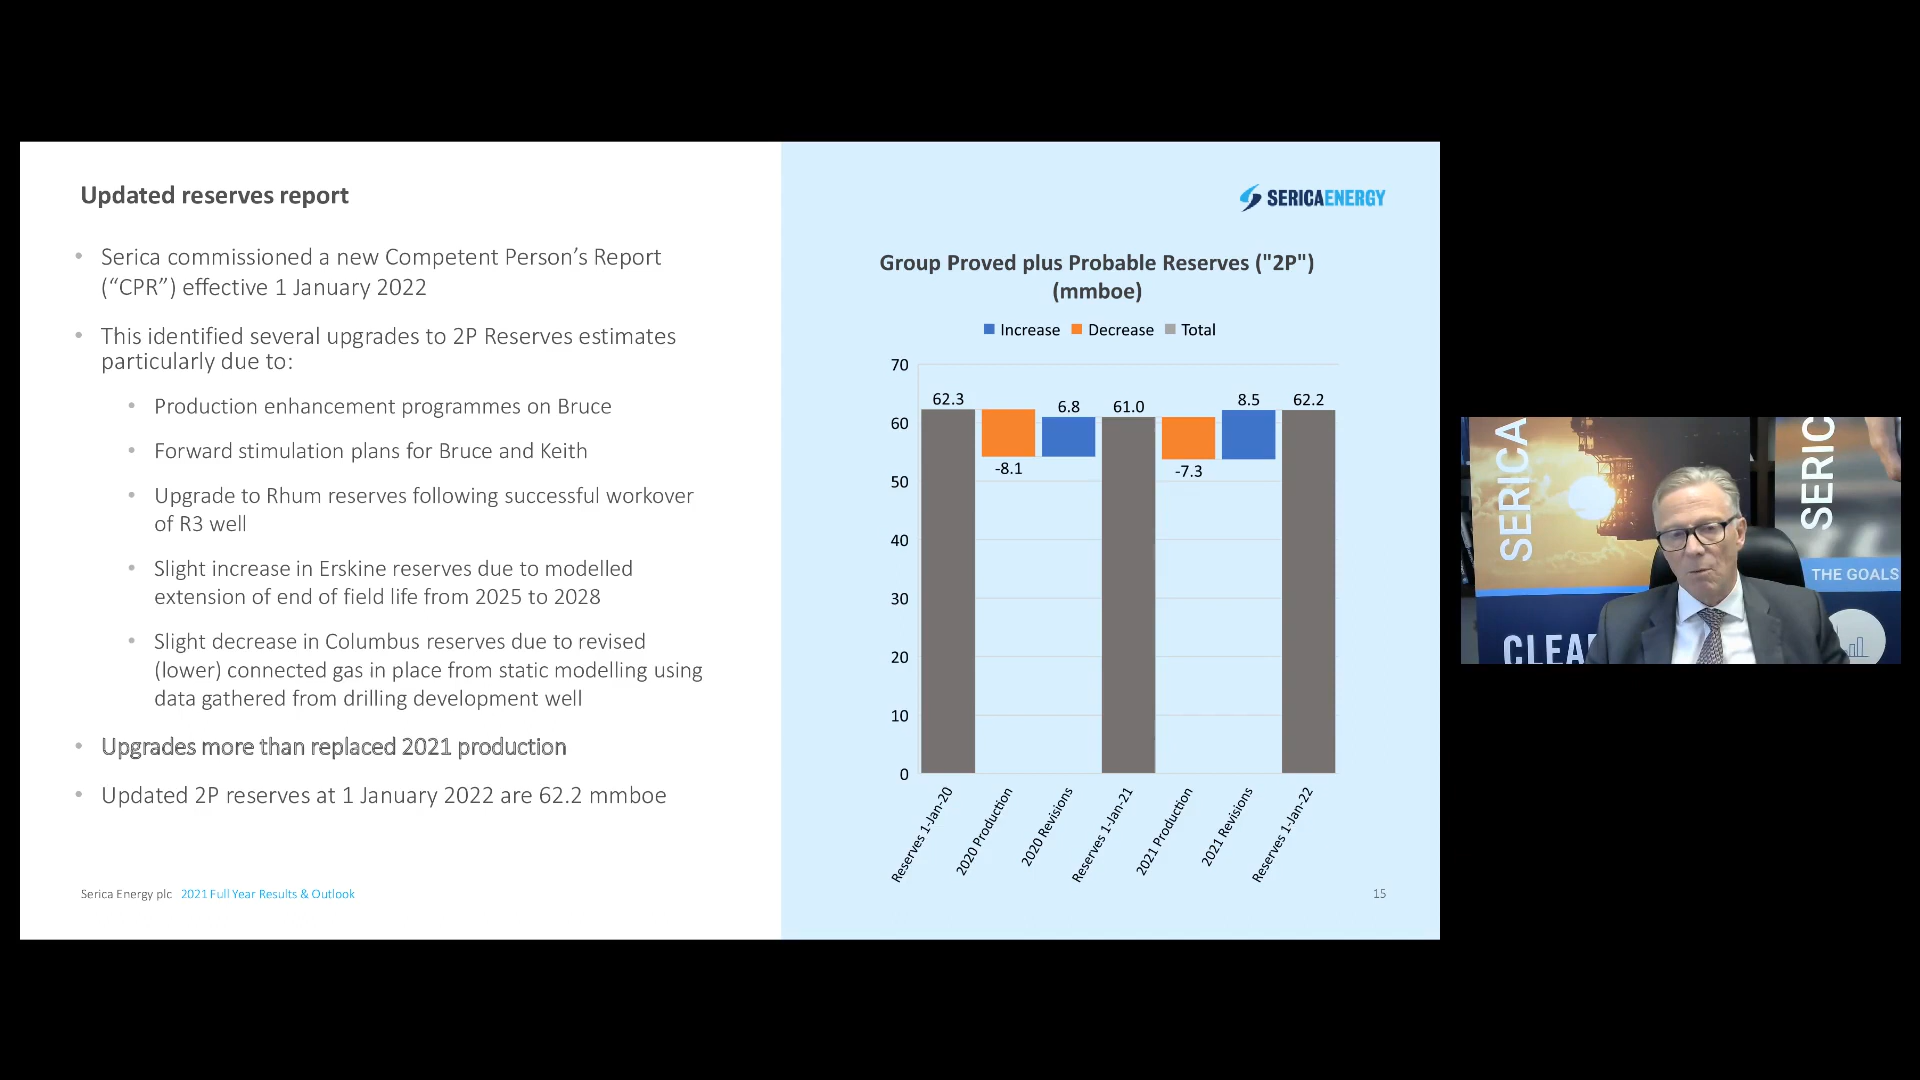 Updated reserves report
• Serica commissioned a new Competent Person’s Report
(“CPR”) effective 1 January 2022
• This identified several upgrades to 2P Reserves estimates
particularly due to:
• Production enhancement programmes on Bruce
• Forward stimulation plans for Bruce and Keith
• Upgrade to Rhum reserves following successful workover
of R3 well
• Slight increase in Erskine reserves due to modelled
extension of end of field life from 2025 to 2028
• Slight decrease in Columbus reserves due to revised
(lower) connected gas in place from static modelling using
data gathered from drilling development well
• Upgrades more than replaced 2021 production
• Updated 2P reserves at 1 January 2022 are 62.2 mmboe
Serica Energy plc 2021 Full Year Results & Outlook
SERICAENERGY
Group Proved plus Probable Reserves ("2P")
(mmboe)
Increase Decrease Total
70
60
50
40
30
20
10
0
62.3
-8.1
6.8
61.0
-7.3
8.5
62.2
Reserves 1-Jan-20
2020 Production
2020 Revisions
Reserves 1-Jan-21
2021 Production
2021 Revisions
Reserves 1-Jan-22
15
SERICA
SERIC
THE GOALS
CLEA